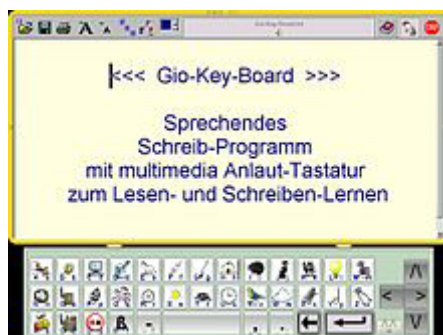 <<< Gio-Key-Board >>>
Sprechendes
Schreib-Programm
mit multimedia Anlaut-Tastatur
zum Lesen- und Schreiben-Lernen